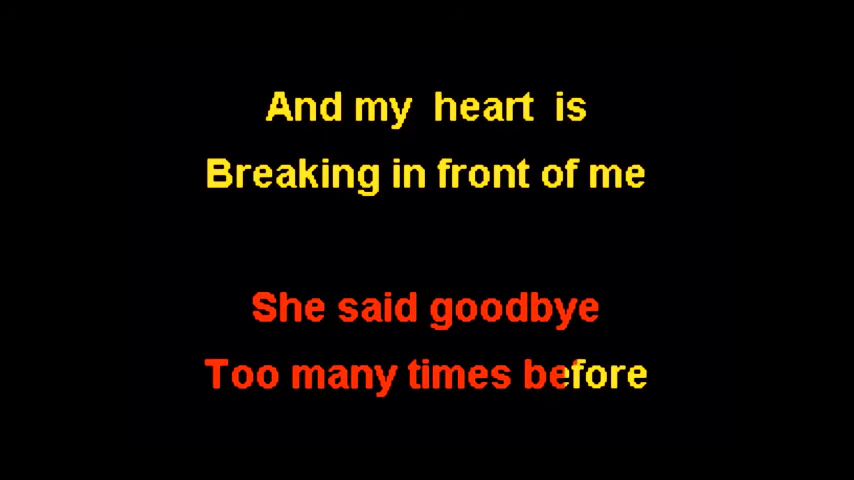 And my heart is
Breaking in front of me
She said goodbye
Too many times before